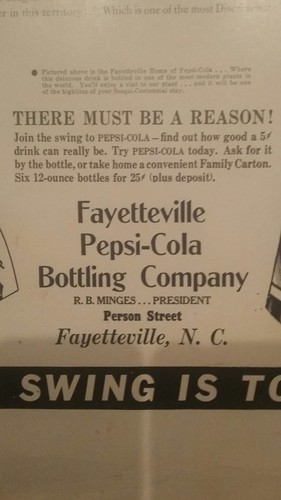 er in this territory . . . Which is one of the most
● Pictured above is the Fayetteville Home of Pepsi-Cola . . . Where
this delicious drink is bottled in one of the most modern plants in
the world. You'll enjoy a visit to our plant . . . and it will be one
of the highlights of your Sesqui-Centennial stay.
THERE MUST BE A REASON!
Join the swing to PEPSI-COLA—find out how good a 5¢
drink can really be. Try PEPSI-COLA today. Ask for it
by the bottle, or take home a convenient Family Carton.
Six 12-ounce bottles for 25¢ (plus deposit).
Fayetteville
Pepsi-Cola
Bottling Company
R. B. MINGES . . . PRESIDENT
Person Street
Fayetteville, N. C.
SWING IS TO